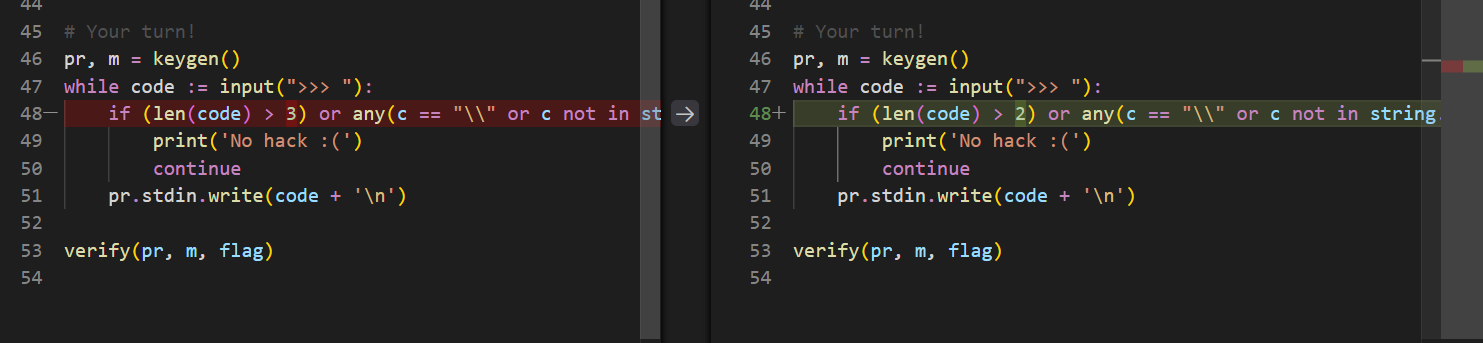 44
45 # Your turn!
46 pr, m = keygen()
47 while code := input(">>> "):
48— if (len(code) > 3) or any(c == "\\" or c not in st
49 print('No hack :(')
50 continue
51 pr.stdin.write(code + '\n')
52
53 verify(pr, m, flag)
54
→
44
45 # Your turn!
46 pr, m = keygen()
47 while code := input(">>> "):
48+ if (len(code) > 2) or any(c == "\\" or c not in string.
49 print('No hack :(')
50 continue
51 pr.stdin.write(code + '\n')
52
53 verify(pr, m, flag)
54